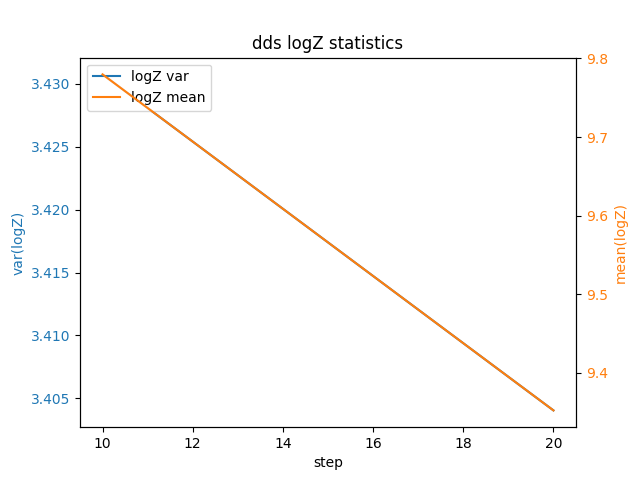 dds logZ statistics
logZ var
logZ mean
3.430
3.425
3.420
3.415
3.410
3.405
var(logZ)
9.8
9.7
9.6
9.5
9.4
mean(logZ)
10 12 14 16 18 20
step